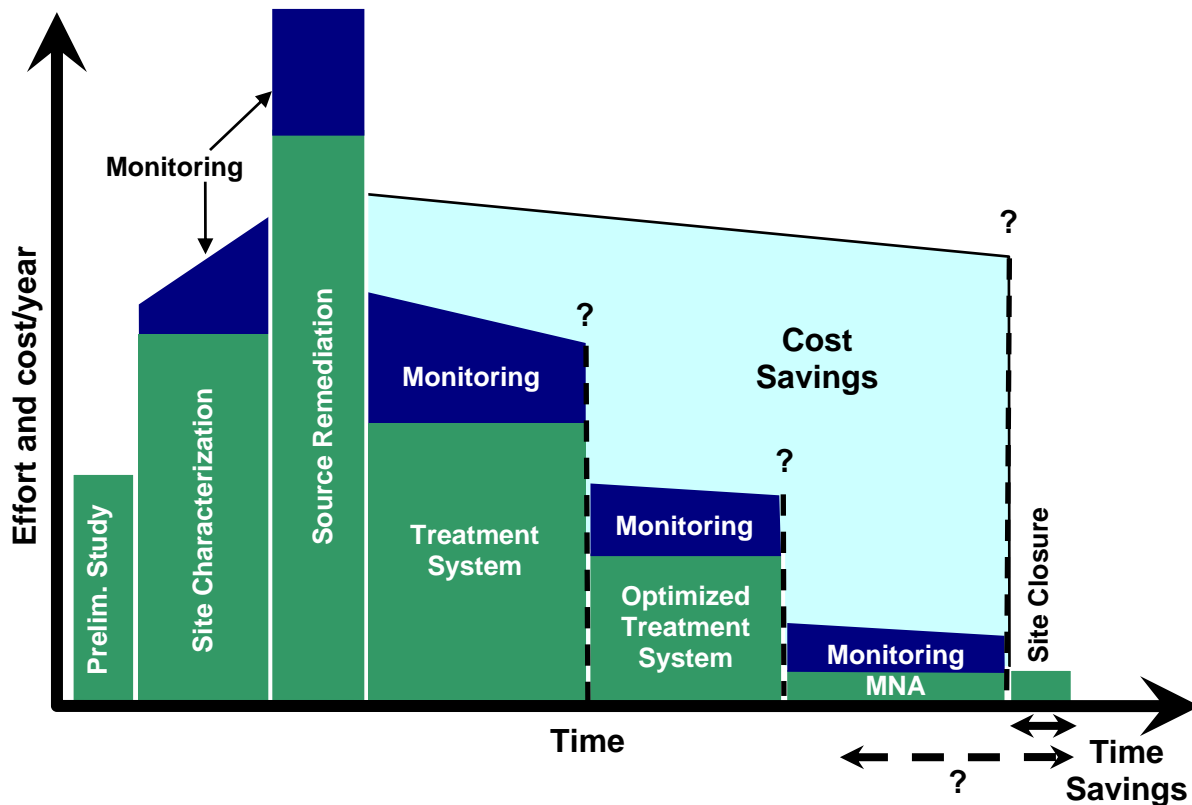 Effort and cost/year
Monitoring
Prelim. Study
Site Characterization
Source Remediation
Monitoring
Treatment
System
?
Monitoring
Optimized
Treatment
System
?
Cost
Savings
Monitoring
MNA
?
Site Closure
Time
?
Time
Savings